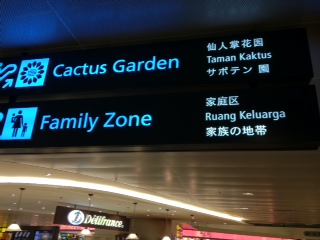 Cactus Garden
仙人掌花园
Taman Kaktus
サボテン 園
Family Zone
家庭区
Ruang Keluarga
家族の地帯
Délifrance